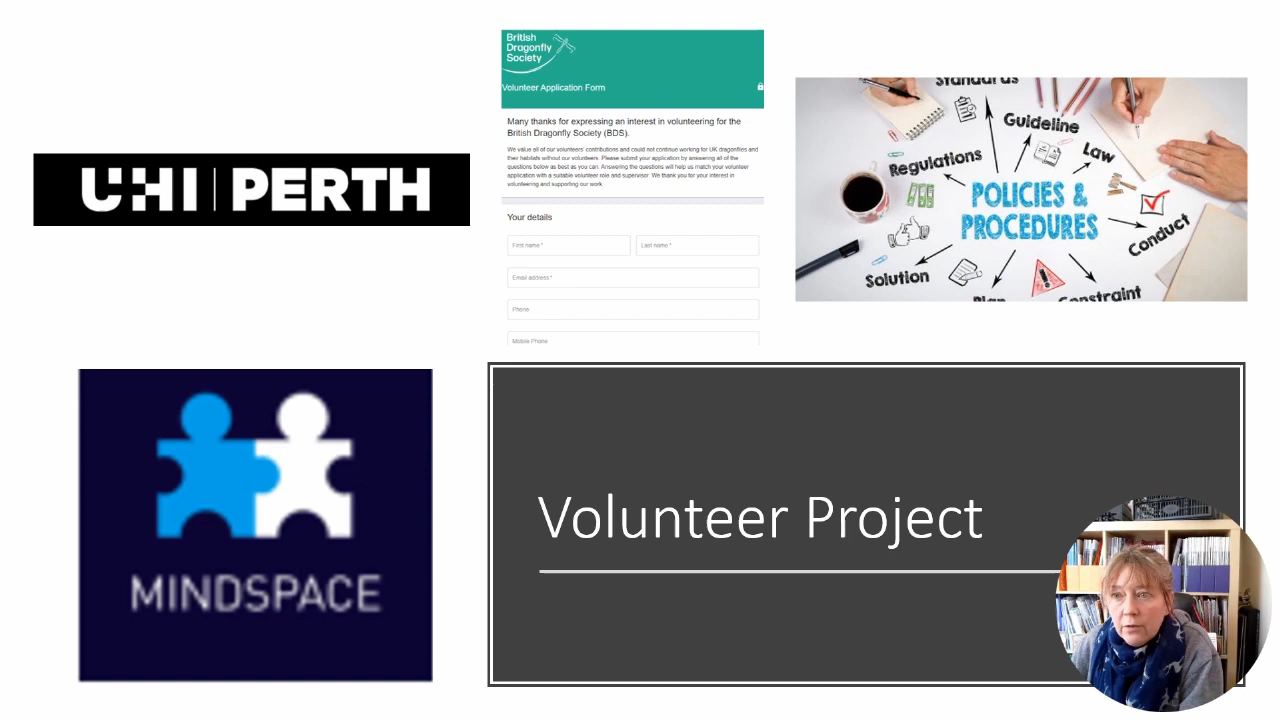 British
Dragonfly
Society
Volunteer Application Form
Many thanks for expressing an interest in volunteering for the
British Dragonfly Society (BDS).
We value all of our volunteers' contributions and could not continue working for UK dragonflies and
their habitats without our volunteers. Please submit your application by answering all of the
questions below as best as you can. Answering the questions will help us match your volunteer
application with a suitable volunteer role and supervisor. We thank you for your interest in
volunteering and supporting our work.
Your details
First name *
Last name *
Email address *
Phone
Mobile Phone
UHI PERTH
Standards
Guideline
Regulations
Law
POLICIES &
PROCEDURES
Conduct
Solution
Plan
Constraint
MINDSPACE
Volunteer Project